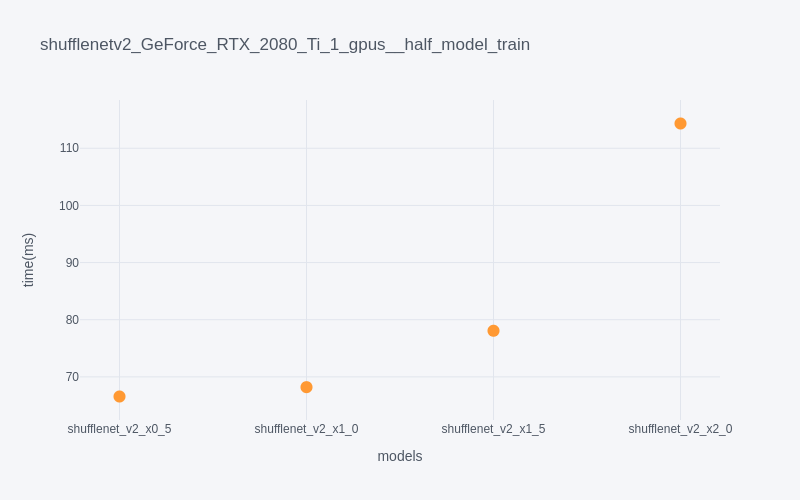 shufflenetv2_GeForce_RTX_2080_Ti_1_gpus__half_model_train
110
100
90
80
70
time(ms)
shufflenet_v2_x0_5
shufflenet_v2_x1_0
shufflenet_v2_x1_5
shufflenet_v2_x2_0
models